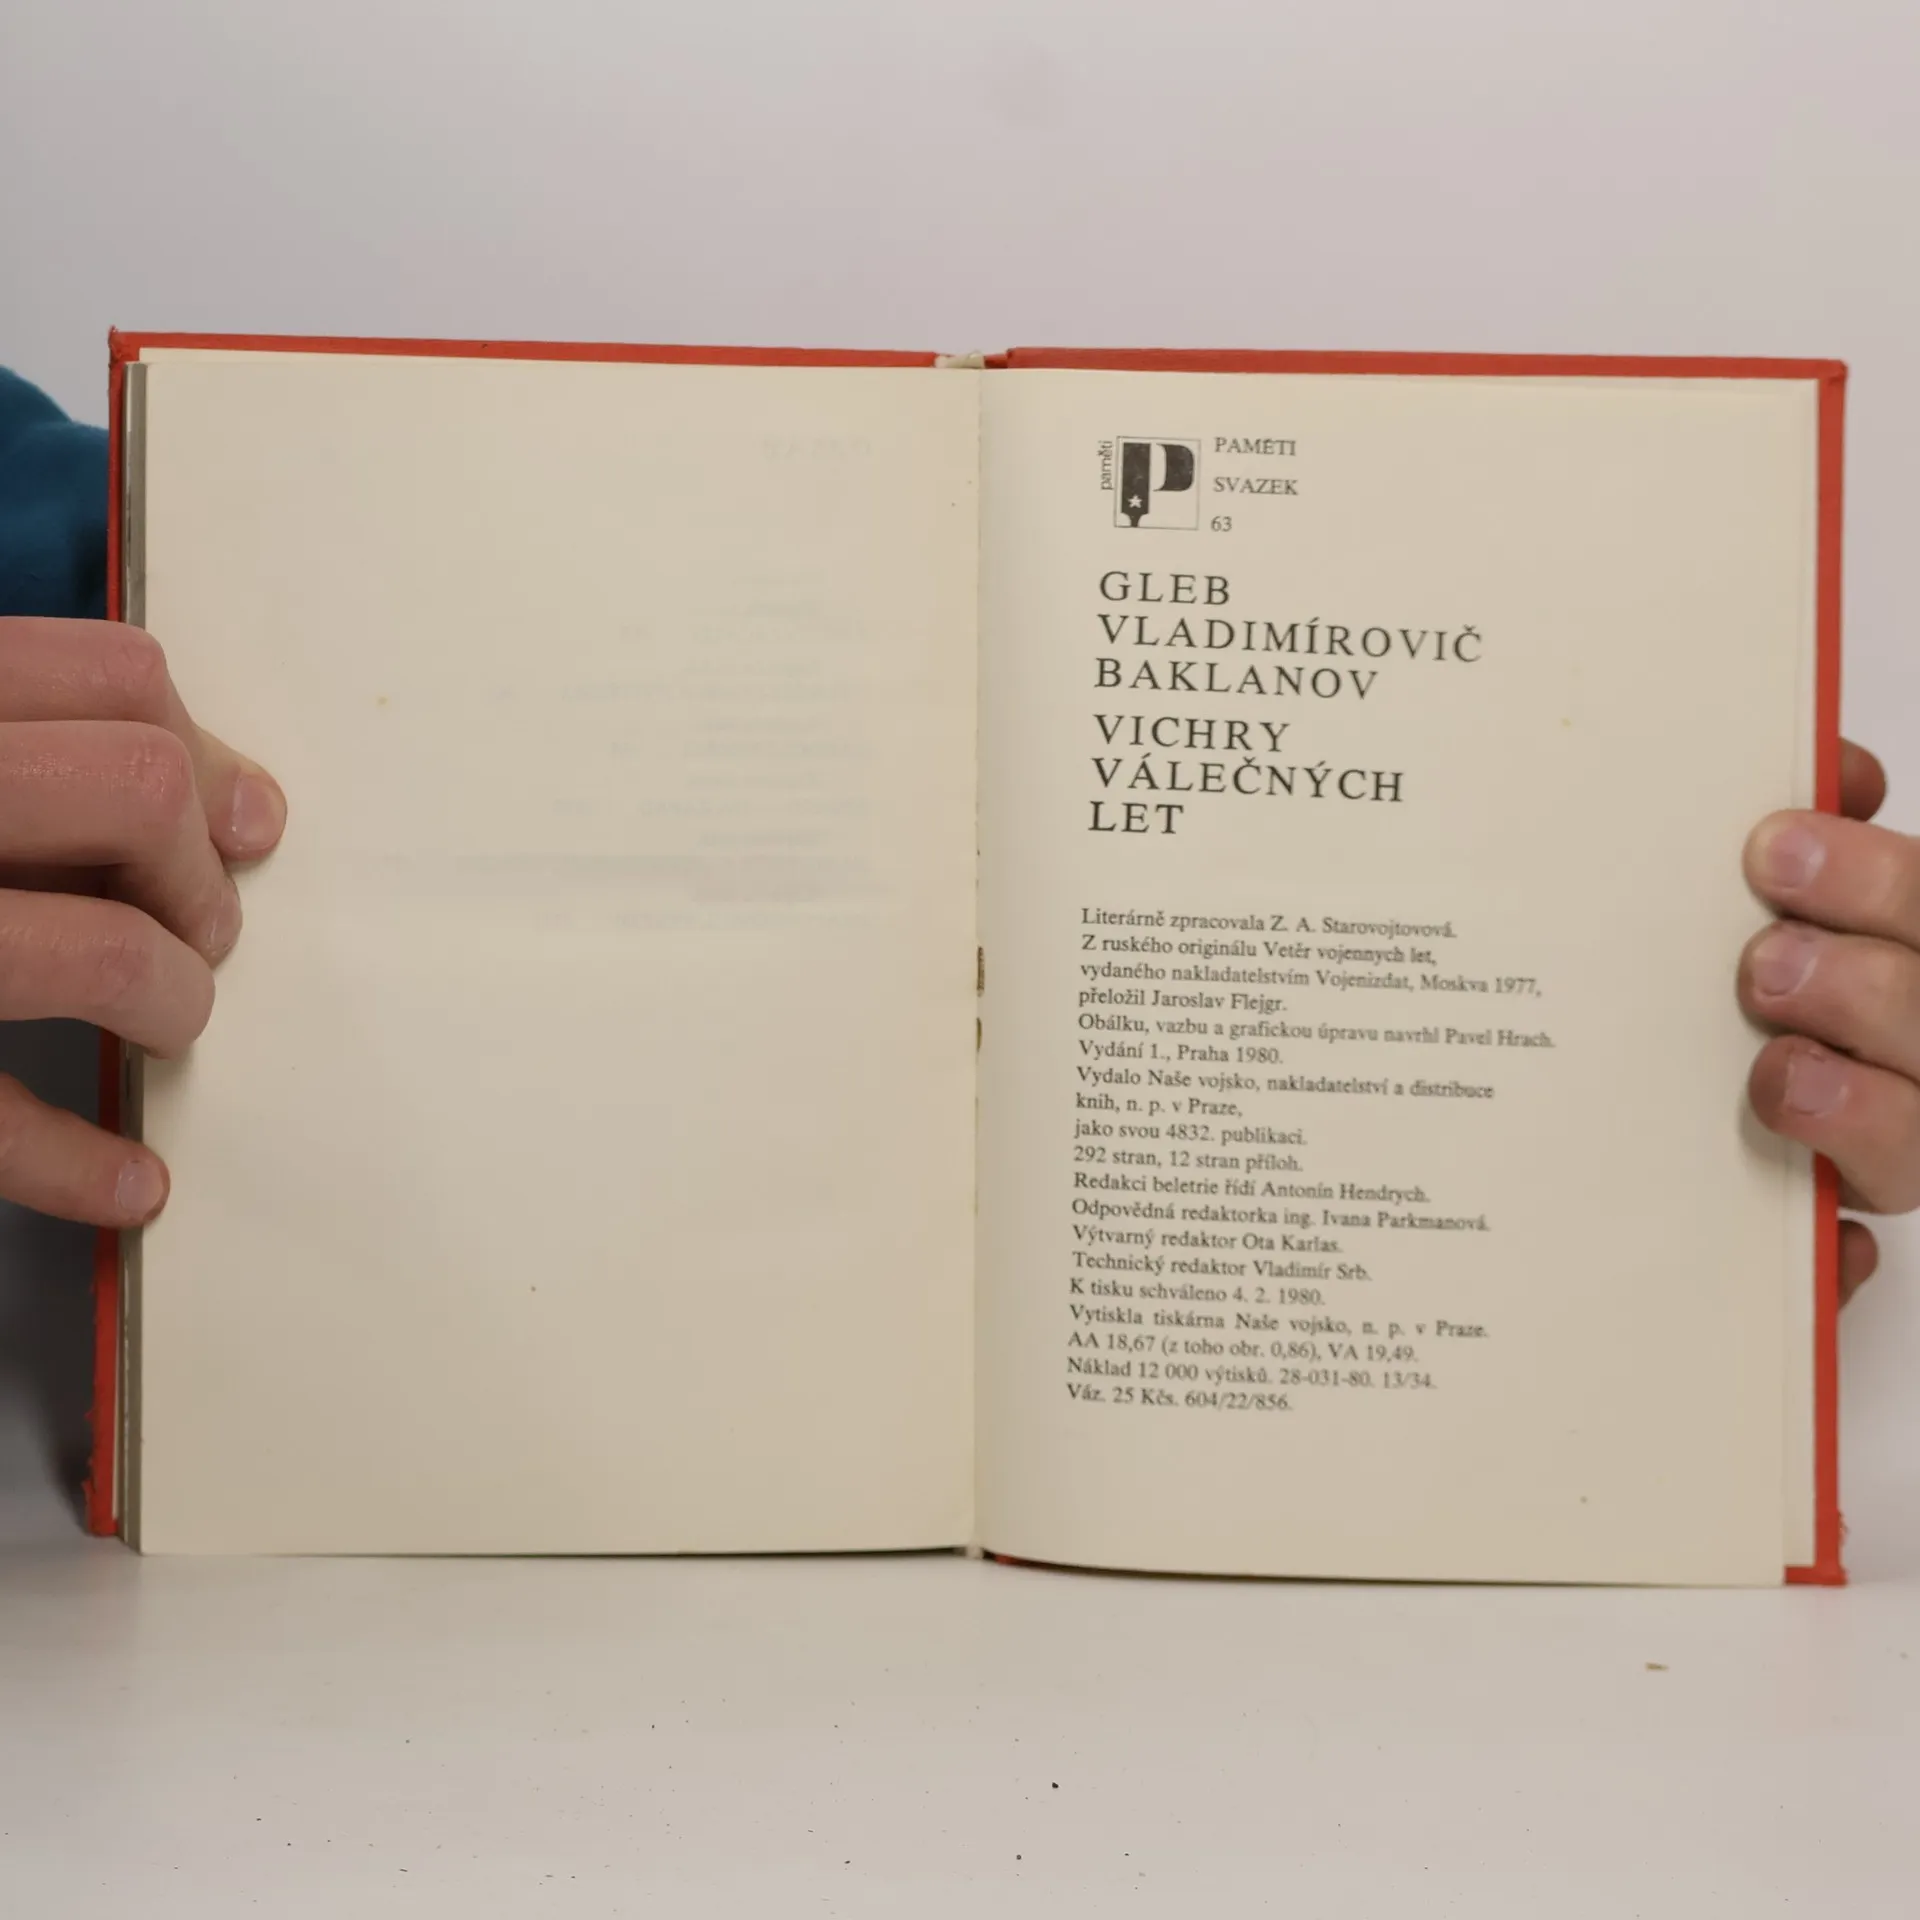 paměti
PAMĚTI
SVAZEK
63
GLEB
VLADIMÍROVIČ
BAKLANOV
VICHRY
VÁLEČNÝCH
LET
Literárně zpracovala Z. A. Starovojtovová.
Z ruského originálu Vetěr vojennych let,
vydaného nakladatelstvím Vojenizdat, Moskva 1977,
přeložil Jaroslav Flejgr.
Obálku, vazbu a grafickou úpravu navrhl Pavel Hrach.
Vydání 1., Praha 1980.
Vydalo Naše vojsko, nakladatelství a distribuce
knih, n. p. v Praze,
jako svou 4832. publikaci.
292 stran, 12 stran příloh.
Redakci beletrie řídí Antonín Hendrych.
Odpovědná redaktorka ing. Ivana Parkmanová.
Výtvarný redaktor Ota Karlas.
Technický redaktor Vladimír Srb.
K tisku schváleno 4. 2. 1980.
Vytiskla tiskárna Naše vojsko, n. p. v Praze.
AA 18,67 (z toho obr. 0,86), VA 19,49.
Náklad 12 000 výtisků. 28-031-80. 13/34.
Váz. 25 Kčs. 604/22/856.